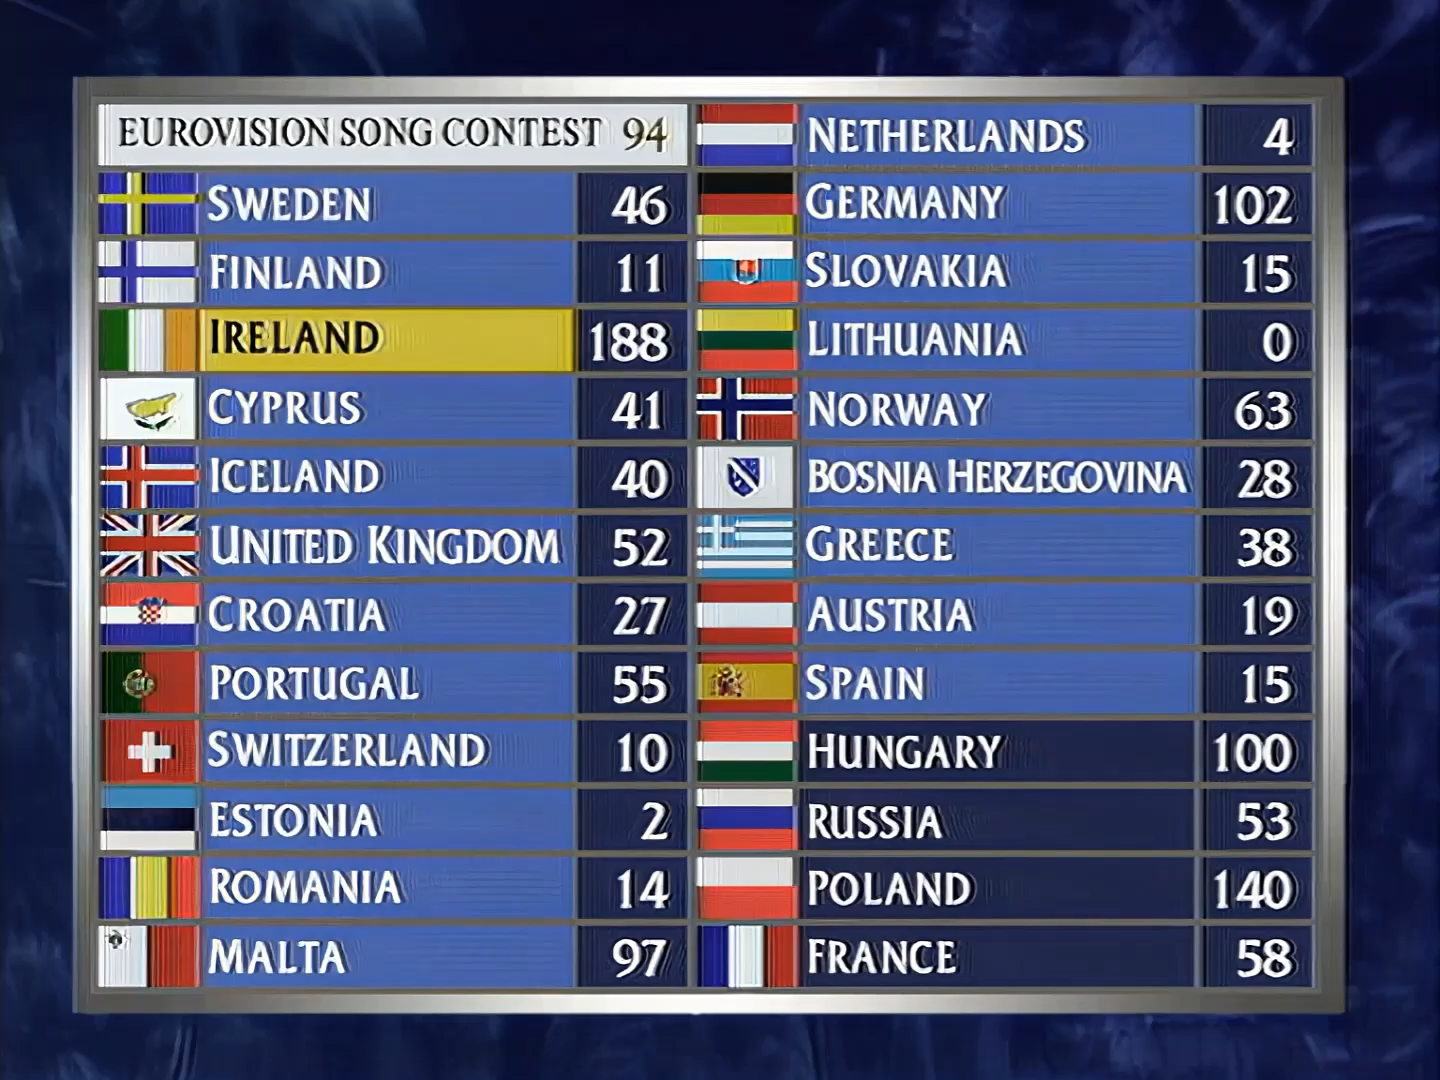 EUROVISION SONG CONTEST 94
SWEDEN 46
FINLAND 11
IRELAND 188
CYPRUS 41
ICELAND 40
UNITED KINGDOM 52
CROATIA 27
PORTUGAL 55
SWITZERLAND 10
ESTONIA 2
ROMANIA 14
MALTA 97
NETHERLANDS 4
GERMANY 102
SLOVAKIA 15
LITHUANIA 0
NORWAY 63
BOSNIA HERZEGOVINA 28
GREECE 38
AUSTRIA 19
SPAIN 15
HUNGARY 100
RUSSIA 53
POLAND 140
FRANCE 58